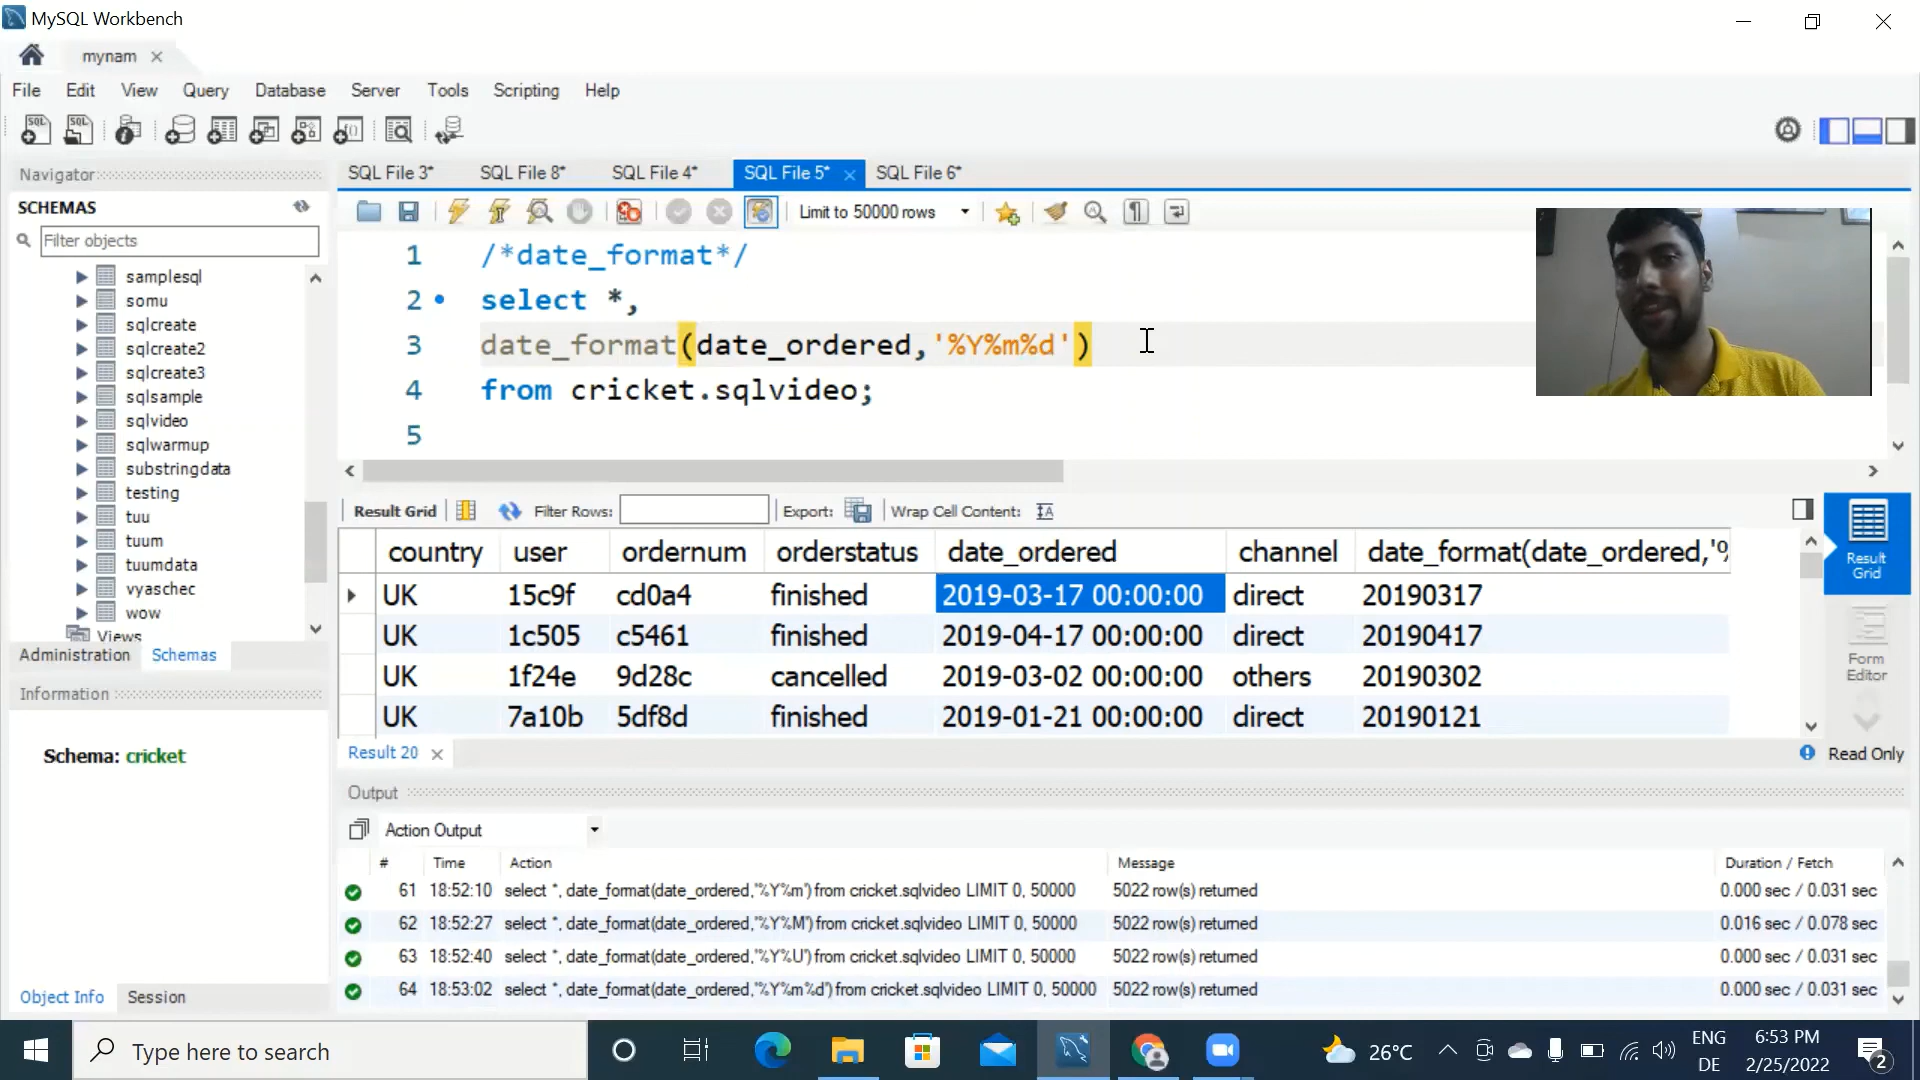 MySQL Workbench
mynam
File Edit View Query Database Server Tools Scripting Help
Navigator
SCHEMAS
Filter objects
samplesql
somu
sqlcreate
sqlcreate2
sqlcreate3
sqlsample
sqlvideo
sqlwarmup
substringdata
testing
tuu
tuum
tuumdata
vyaschec
wow
Views
Administration Schemas
Information
Schema: cricket
Object Info Session
SQL File 3* SQL File 8* SQL File 4* SQL File 5* SQL File 6*
Limit to 50000 rows
1 /*date_format*/
2 select *,
3 date_format(date_ordered,'%Y%m%d')
4 from cricket.sqlvideo;
5
Result Grid Filter Rows: Export: Wrap Cell Content:
country user ordernum orderstatus date_ordered channel date_format(date_ordered,'%
UK 15c9f cd0a4 finished 2019-03-17 00:00:00 direct 20190317
UK 1c505 c5461 finished 2019-04-17 00:00:00 direct 20190417
UK 1f24e 9d28c cancelled 2019-03-02 00:00:00 others 20190302
UK 7a10b 5df8d finished 2019-01-21 00:00:00 direct 20190121
Result Grid
Form Editor
Result 20
Read Only
Output
Action Output
# Time Action Message Duration / Fetch
61 18:52:10 select *, date_format(date_ordered,'%Y%m') from cricket.sqlvideo LIMIT 0, 50000 5022 row(s) returned 0.000 sec / 0.031 sec
62 18:52:27 select *, date_format(date_ordered,'%Y%M') from cricket.sqlvideo LIMIT 0, 50000 5022 row(s) returned 0.016 sec / 0.078 sec
63 18:52:40 select *, date_format(date_ordered,'%Y%U') from cricket.sqlvideo LIMIT 0, 50000 5022 row(s) returned 0.000 sec / 0.031 sec
64 18:53:02 select *, date_format(date_ordered,'%Y%m%d') from cricket.sqlvideo LIMIT 0, 50000 5022 row(s) returned 0.000 sec / 0.031 sec
Type here to search
26°C
ENG
DE
6:53 PM
2/25/2022
2